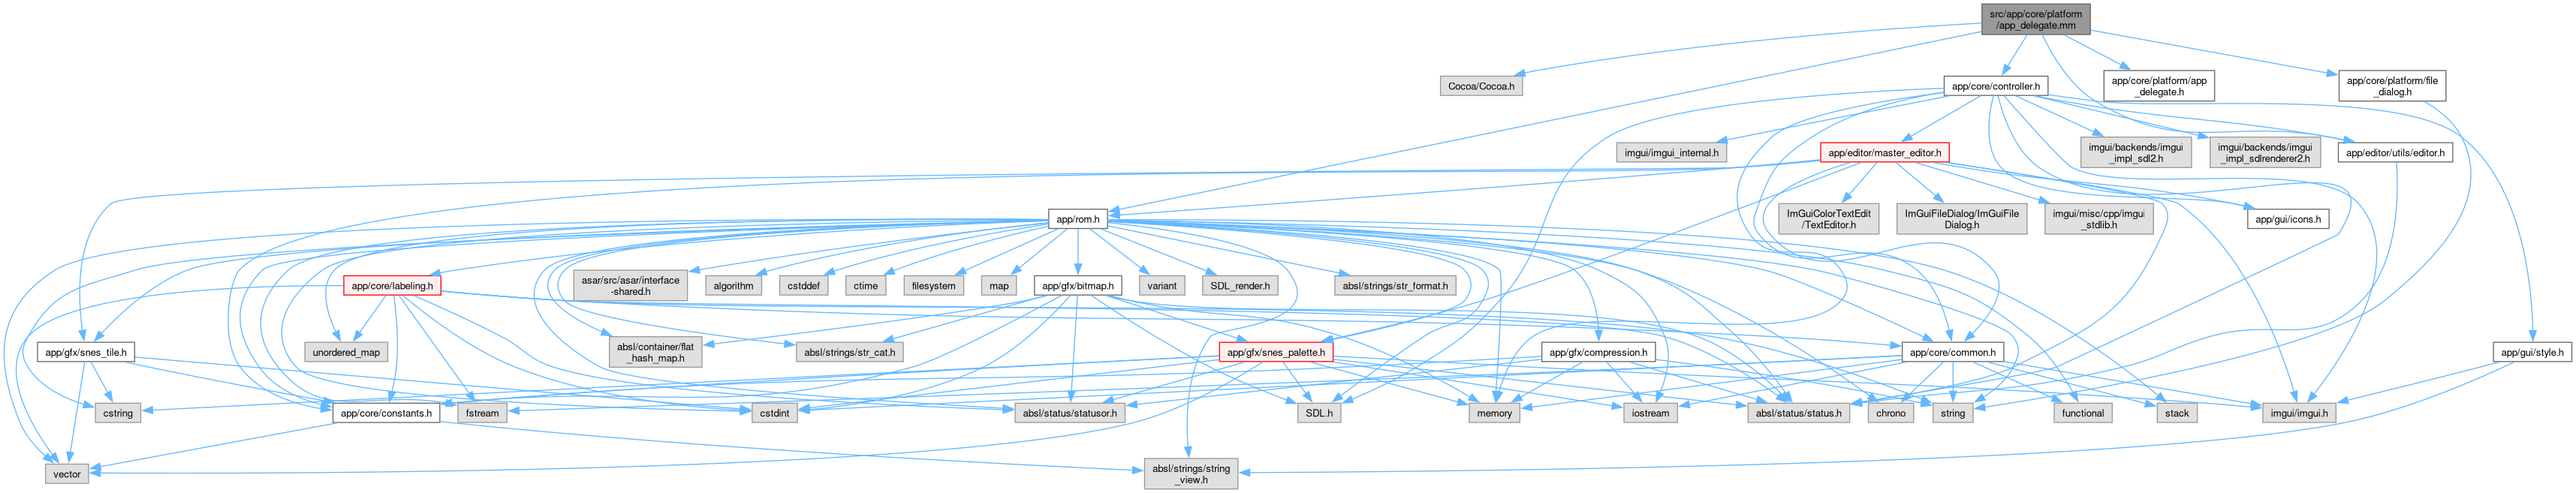 src/app/core/platform
/app_delegate.mm
Cocoa/Cocoa.h
app/core/controller.h
app/core/platform/app
_delegate.h
app/core/platform/file
_dialog.h
imgui/imgui_internal.h
app/editor/master_editor.h
imgui/backends/imgui
_impl_sdl2.h
imgui/backends/imgui
_impl_sdlrenderer2.h
app/editor/utils/editor.h
app/rom.h
ImGuiColorTextEdit
/TextEditor.h
ImGuiFileDialog/ImGuiFile
Dialog.h
imgui/misc/cpp/imgui
_stdlib.h
app/gui/icons.h
app/core/labeling.h
asar/src/asar/interface
-shared.h
algorithm
cstddef
ctime
filesystem
map
app/gfx/bitmap.h
variant
SDL_render.h
absl/strings/str_format.h
app/gfx/snes_tile.h
unordered_map
absl/container/flat
_hash_map.h
absl/strings/str_cat.h
app/gfx/snes_palette.h
app/gfx/compression.h
app/core/common.h
app/gui/style.h
cstring
app/core/constants.h
fstream
cstdint
absl/status/statusor.h
SDL.h
memory
iostream
absl/status/status.h
chrono
string
functional
stack
imgui/imgui.h
vector
absl/strings/string
_view.h